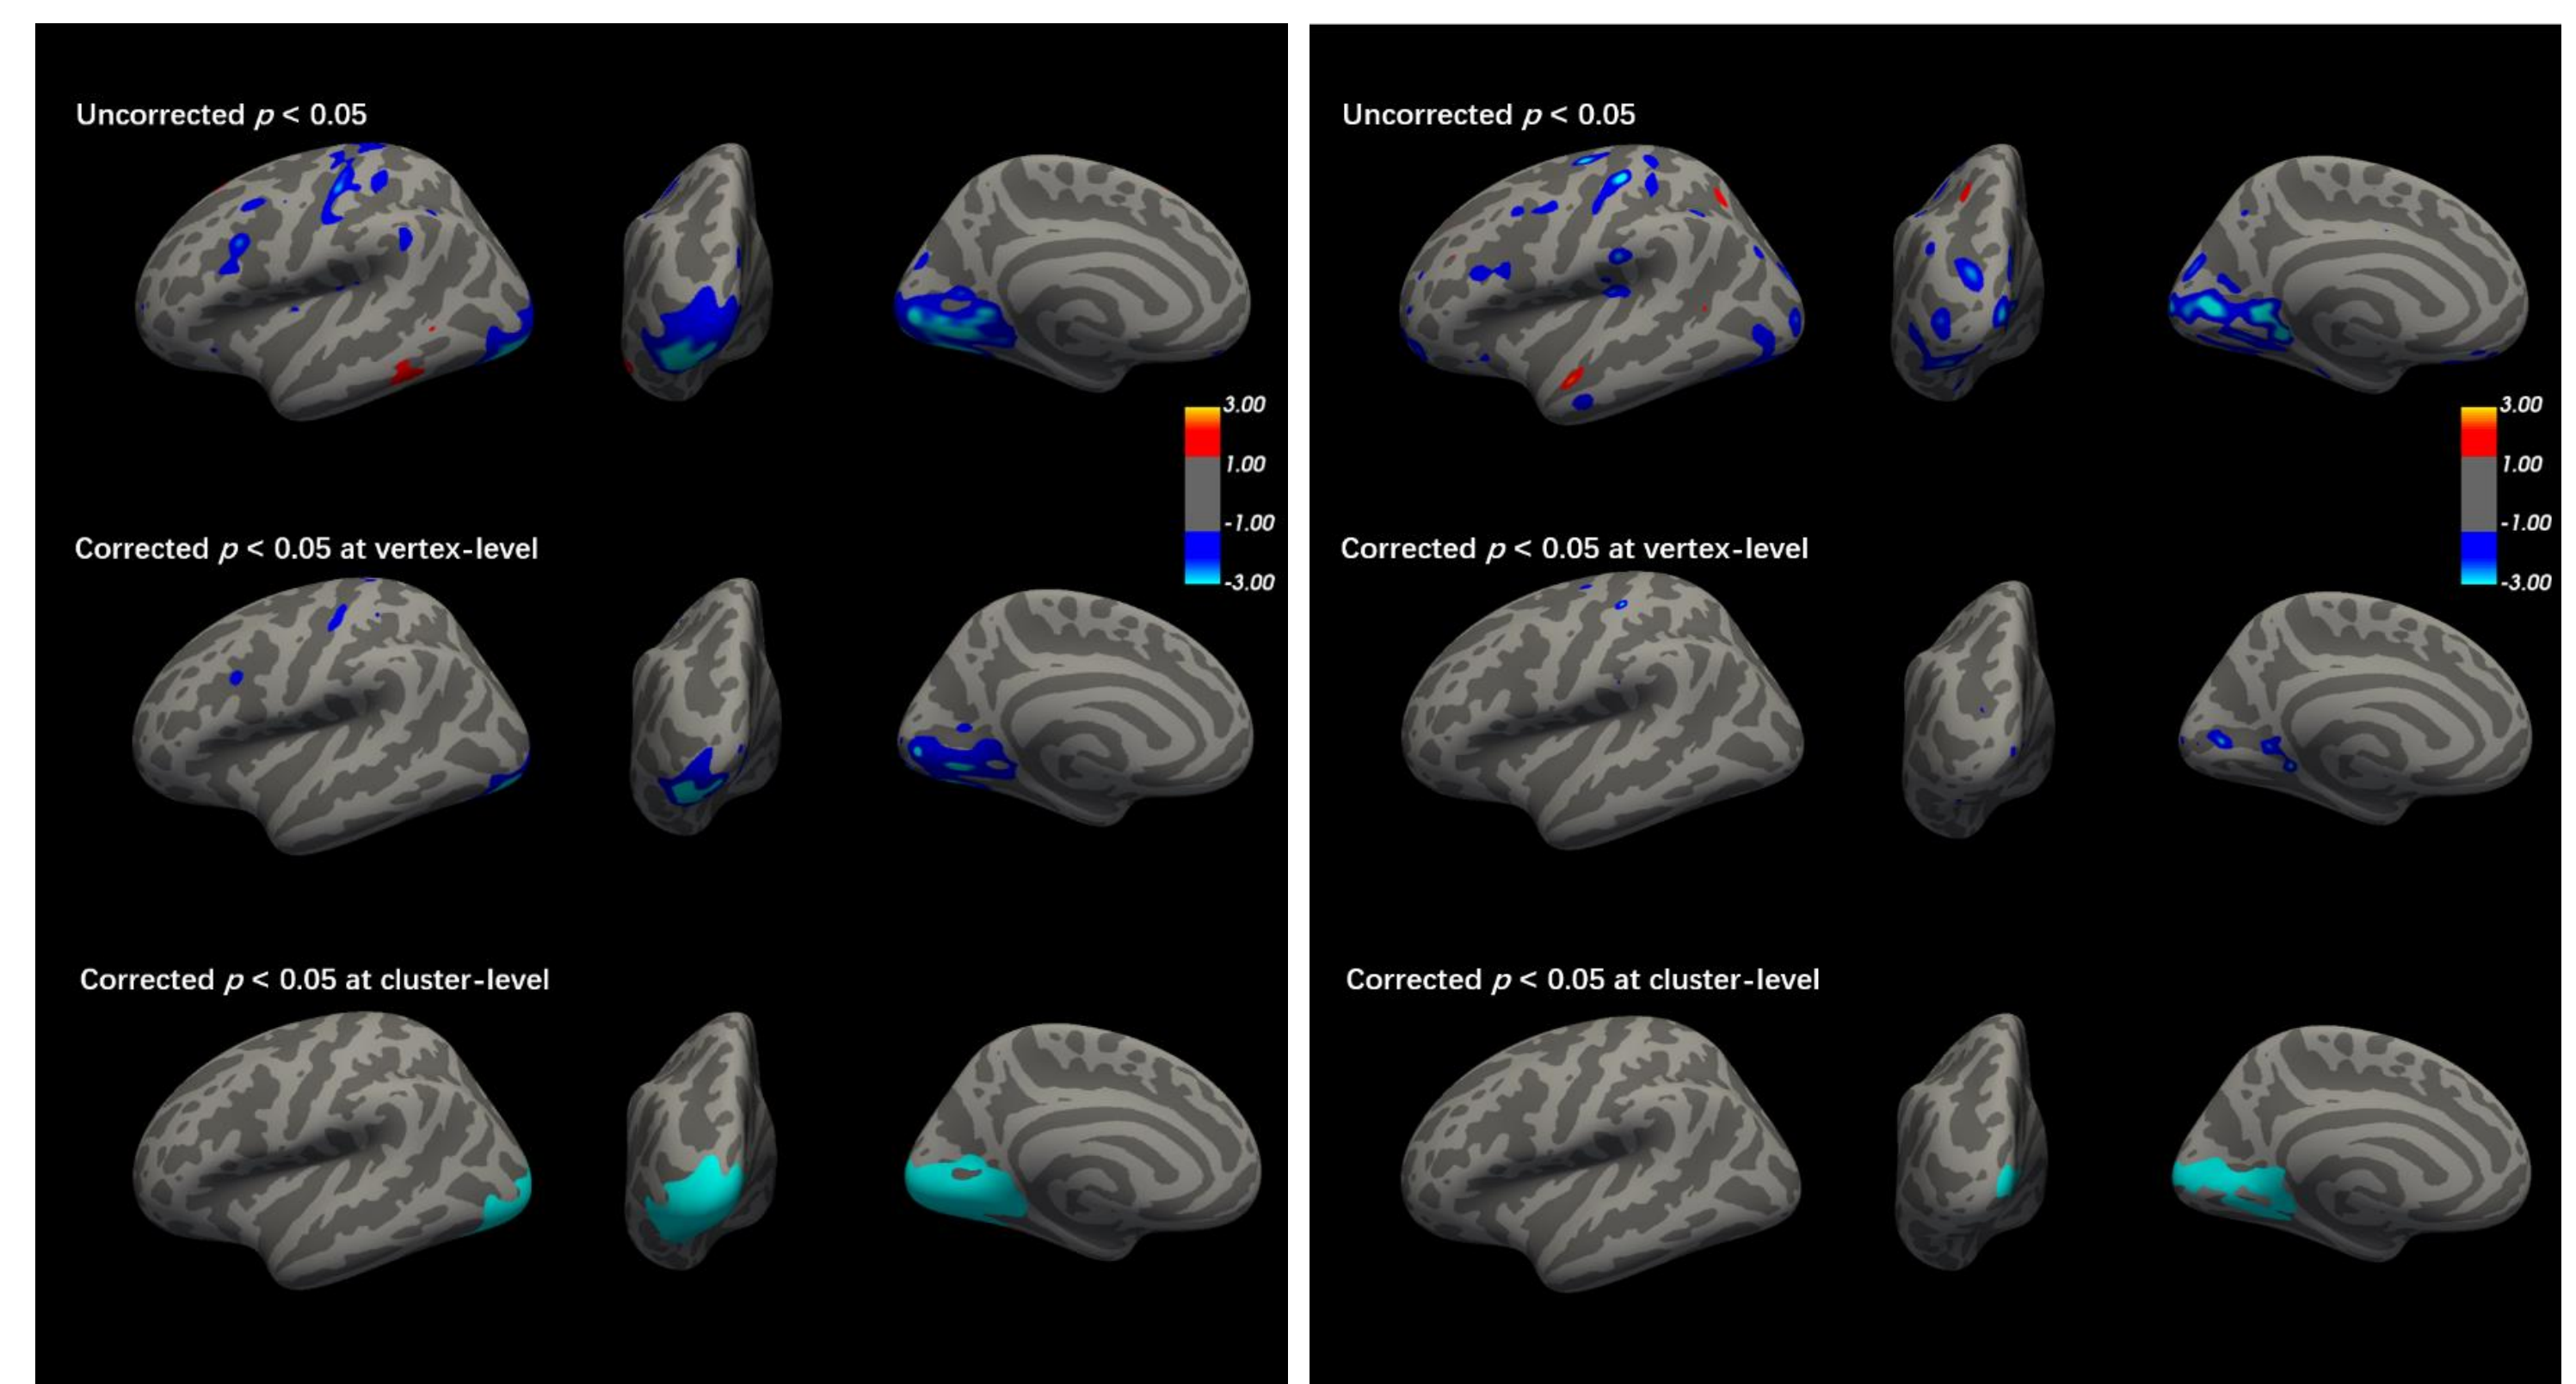 Uncorrected p < 0.05
3.00
1.00
-1.00
-3.00
Corrected p < 0.05 at vertex-level
Corrected p < 0.05 at cluster-level
Uncorrected p < 0.05
3.00
1.00
-1.00
-3.00
Corrected p < 0.05 at vertex-level
Corrected p < 0.05 at cluster-level